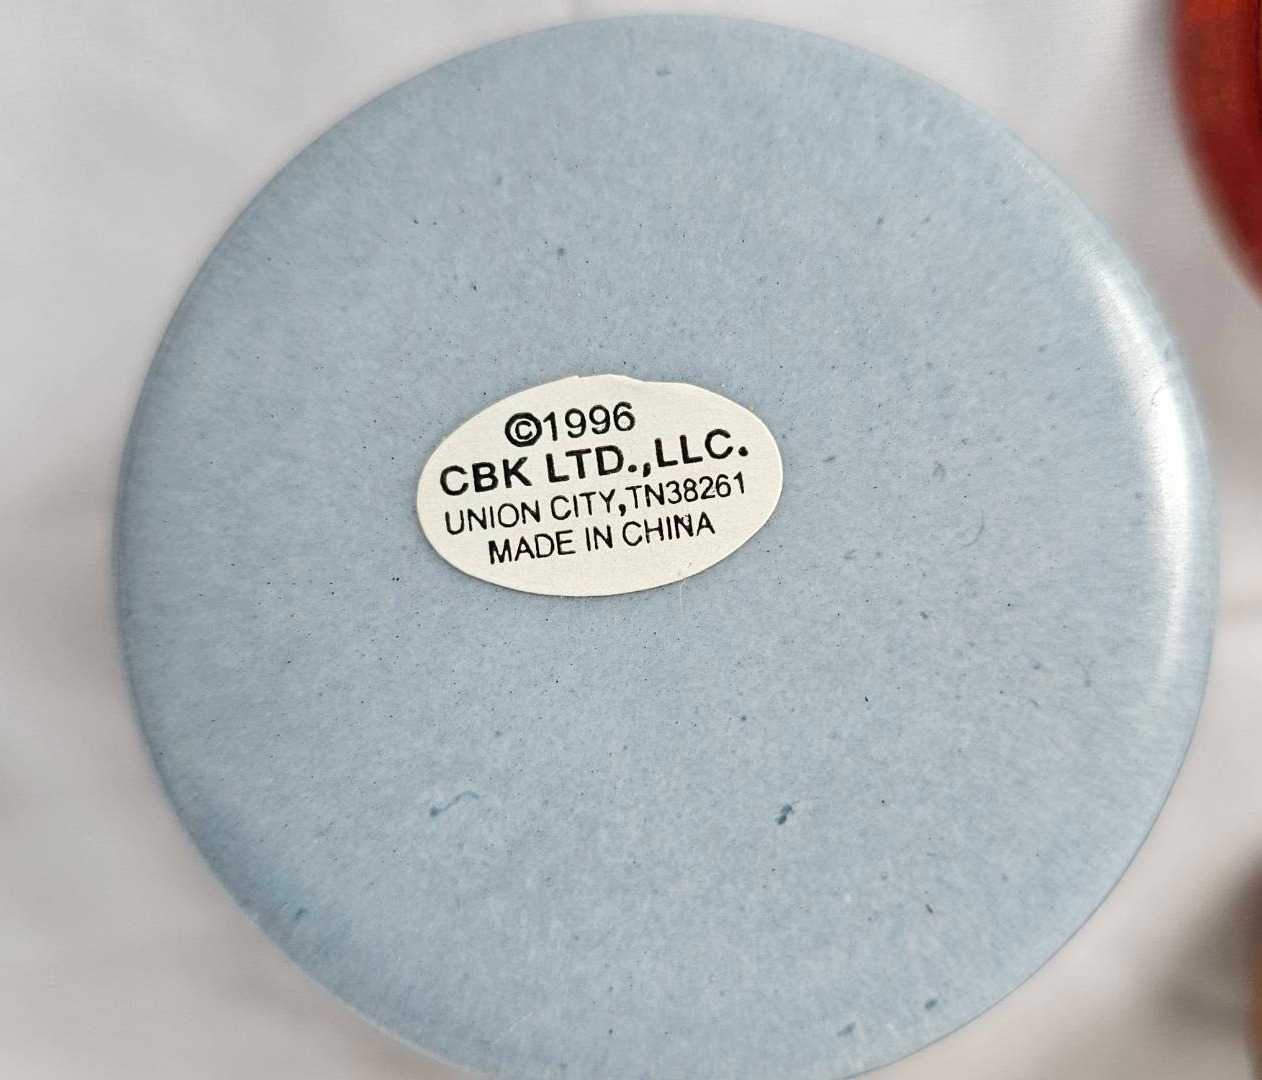 ©1996
CBK LTD.,LLC.
UNION CITY,TN38261
MADE IN CHINA